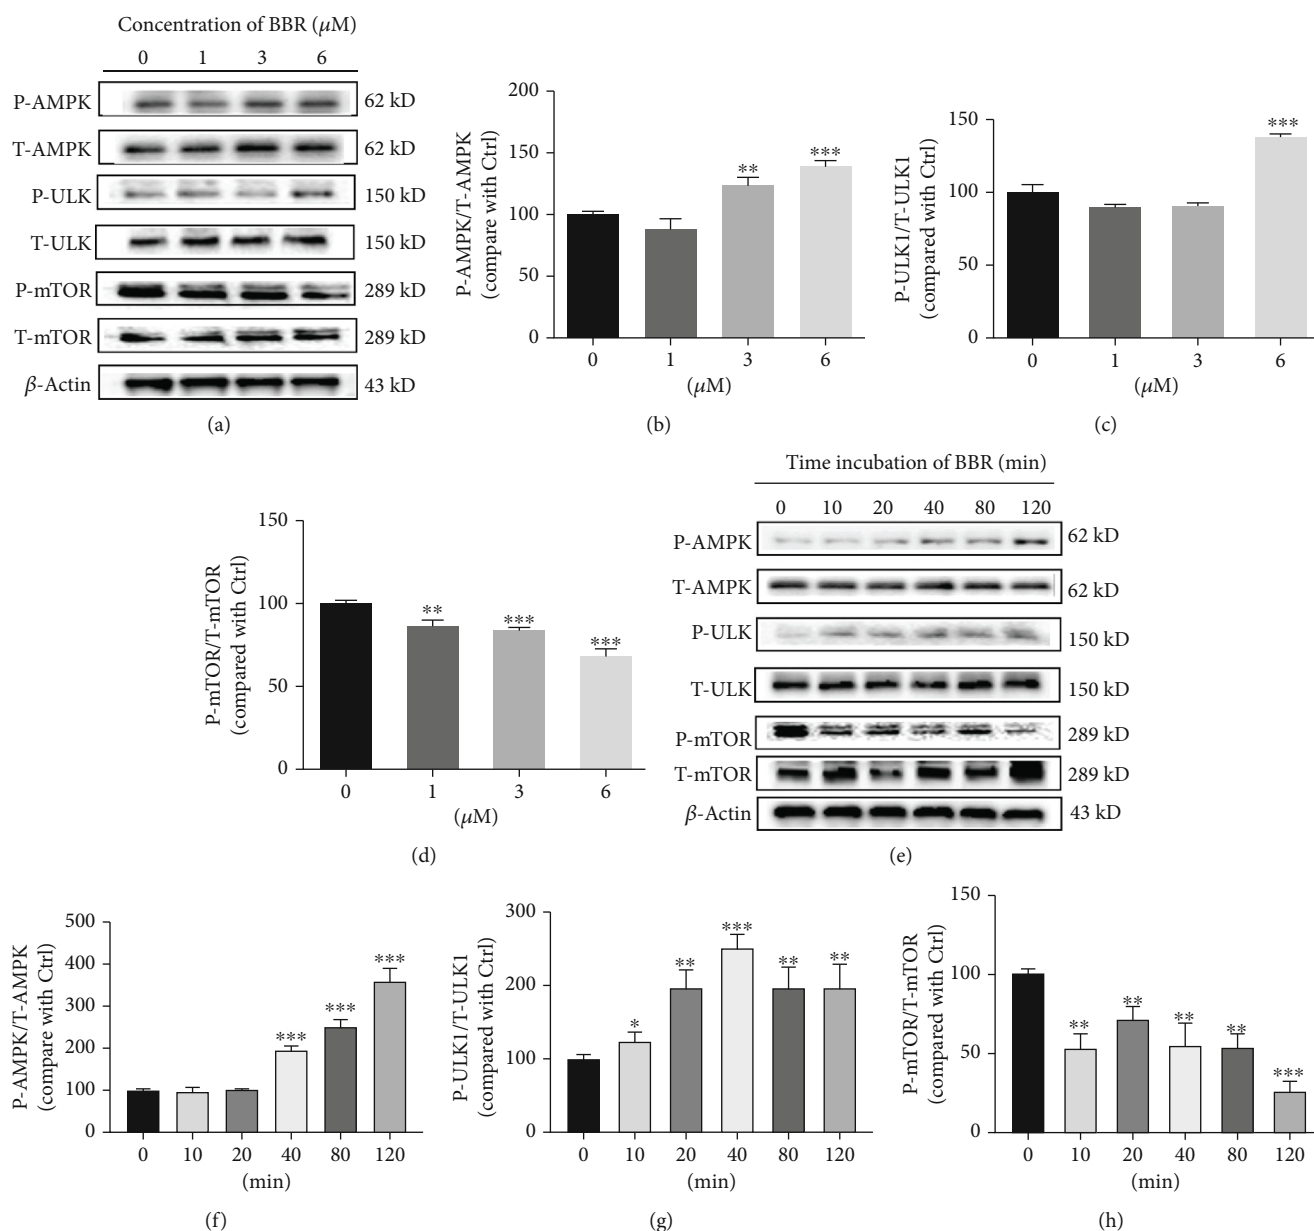 Concentration of BBR (μM)
0 1 3 6
P-AMPK 62 kD
T-AMPK 62 kD
P-ULK 150 kD
T-ULK 150 kD
P-mTOR 289 kD
T-mTOR 289 kD
β-Actin 43 kD
(a)
P-AMPK/T-AMPK
(compare with Ctrl)
200
150
100
50
0
** ***
0 1 3 6
(μM)
(b)
P-ULK1/T-ULK1
(compared with Ctrl)
150
100
50
0
***
0 1 3 6
(μM)
(c)
P-mTOR/T-mTOR
(compared with Ctrl)
150
100
50
0
** *** ***
0 1 3 6
(μM)
(d)
Time incubation of BBR (min)
0 10 20 40 80 120
P-AMPK 62 kD
T-AMPK 62 kD
P-ULK 150 kD
T-ULK 150 kD
P-mTOR 289 kD
T-mTOR 289 kD
β-Actin 43 kD
(e)
P-AMPK/T-AMPK
(compare with Ctrl)
500
400
300
200
100
0
*** *** ***
0 10 20 40 80 120
(min)
(f)
P-ULK1/T-ULK1
(compared with Ctrl)
300
200
100
0
* ** *** ** **
0 10 20 40 80 120
(min)
(g)
P-mTOR/T-mTOR
(compared with Ctrl)
150
100
50
0
** ** ** ** ***
0 10 20 40 80 120
(min)
(h)